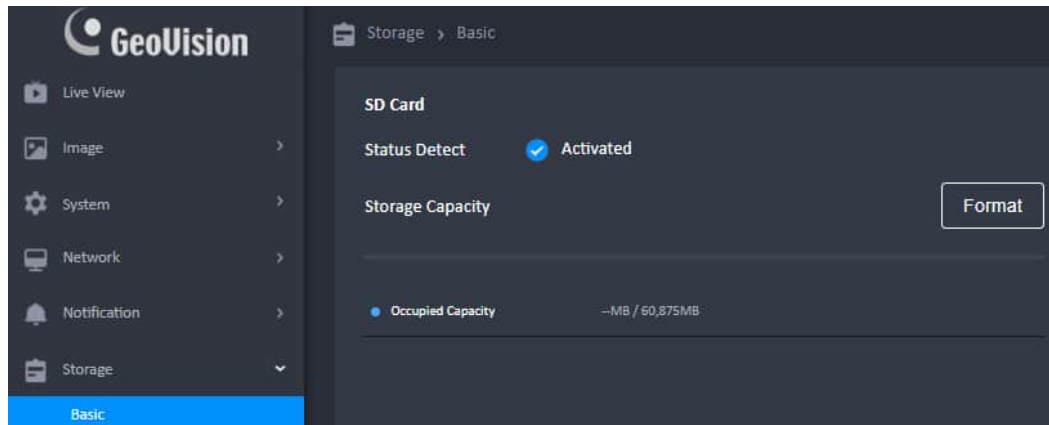 GeoVision
Live View
Image
System
Network
Notification
Storage
Basic
Storage > Basic
SD Card
Status Detect Activated
Storage Capacity Format
Occupied Capacity --MB / 60,875MB